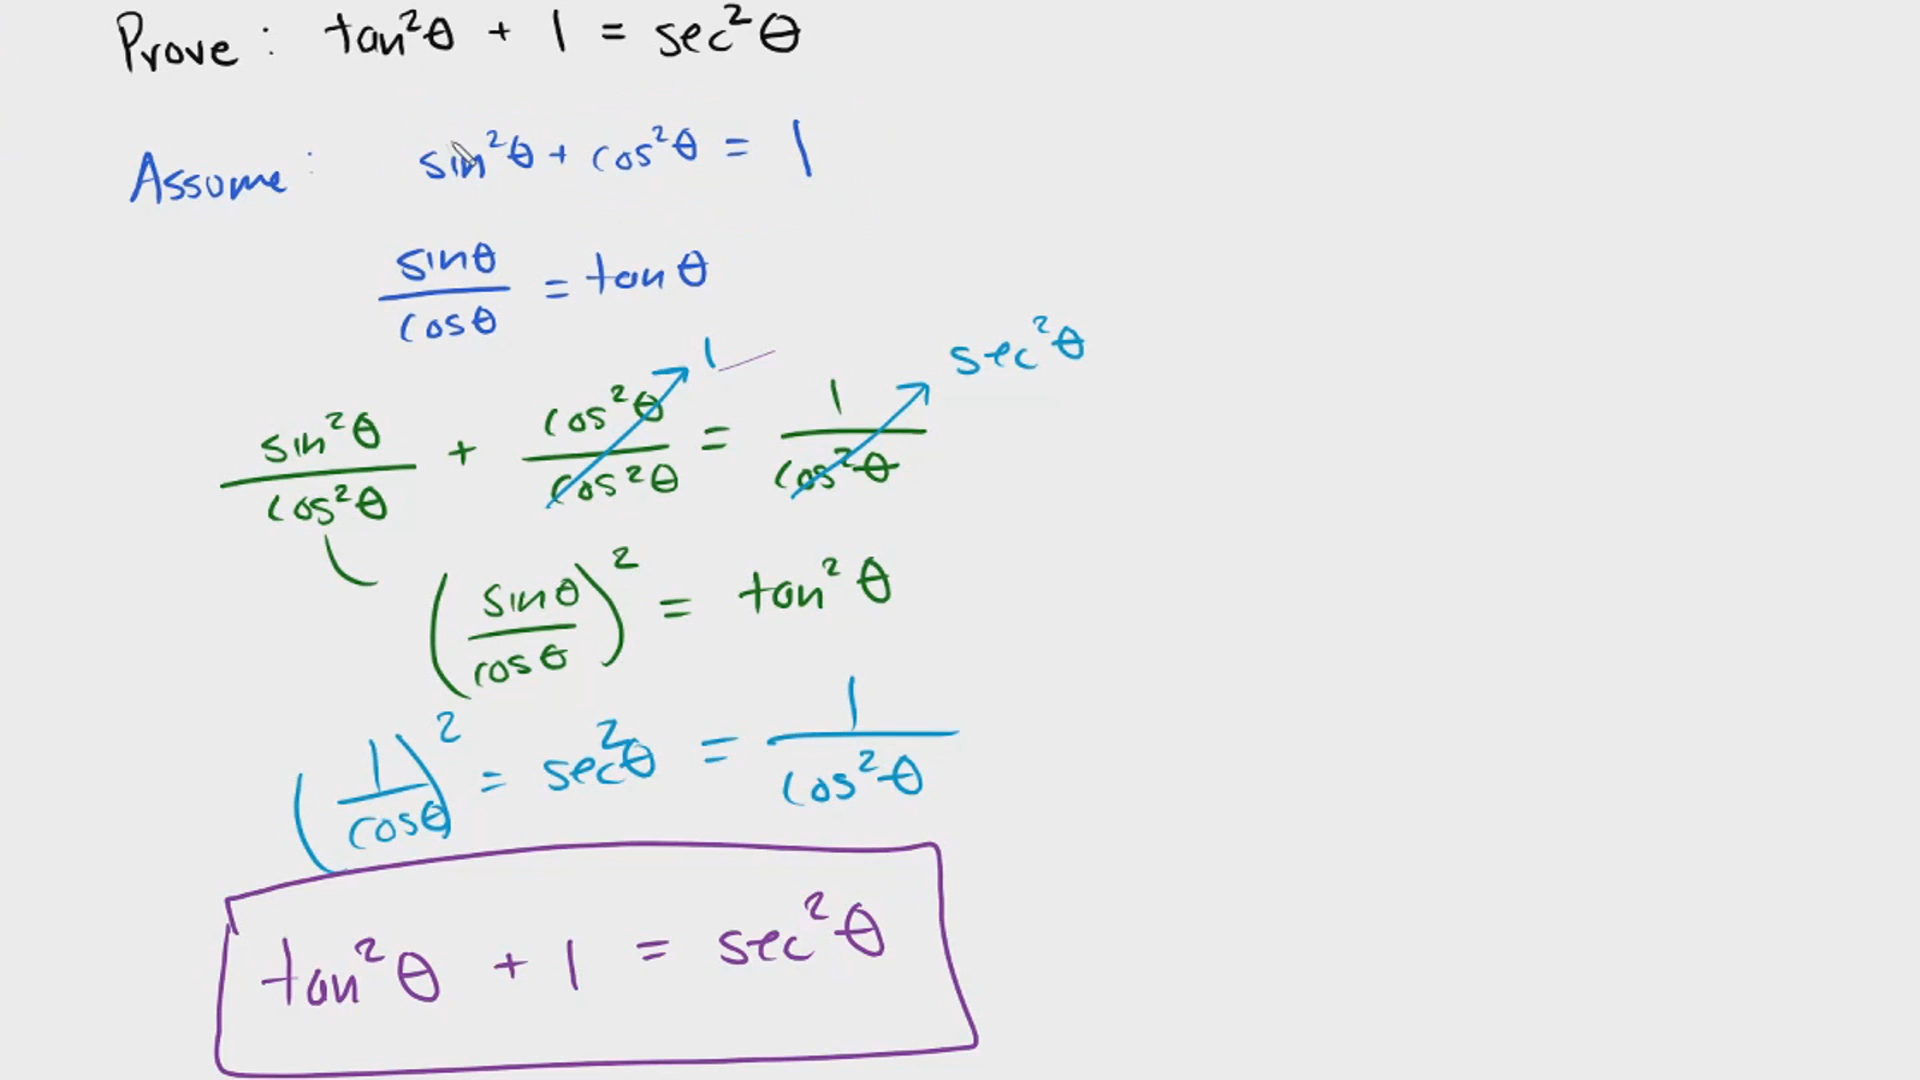 Prove : tan²θ + 1 = sec²θ
Assume : sin²θ + cos²θ = 1
sinθ/cosθ = tanθ
sin²θ/cos²θ + cos²θ/cos²θ = 1/cos²θ
1
sec²θ
(sinθ/cosθ)² = tan²θ
(1/cosθ)² = sec²θ = 1/cos²θ
tan²θ + 1 = sec²θ